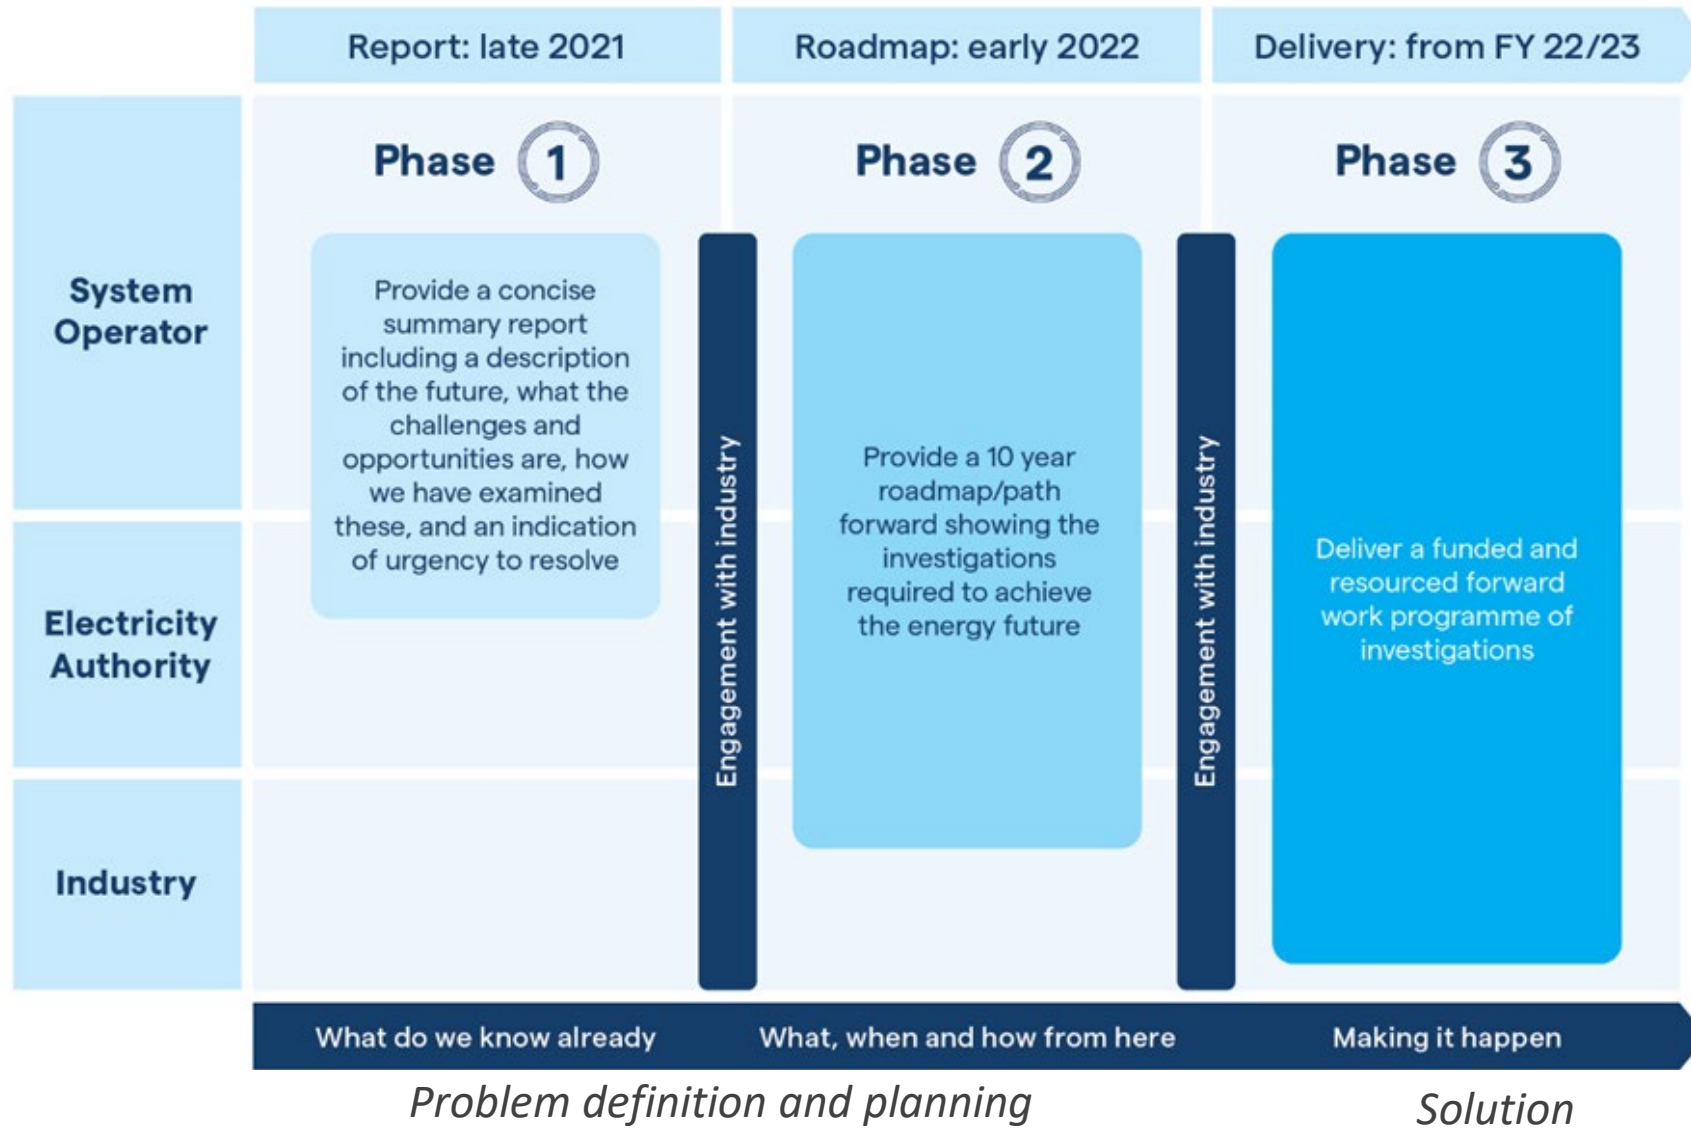 Report: late 2021
Roadmap: early 2022
Delivery: from FY 22/23
Phase 1
Phase 2
Phase 3
System
Operator
Electricity
Authority
Industry
Provide a concise
summary report
including a description
of the future, what the
challenges and
opportunities are, how
we have examined
these, and an indication
of urgency to resolve
Engagement with industry
Provide a 10 year
roadmap/path
forward showing the
investigations
required to achieve
the energy future
Engagement with industry
Deliver a funded and
resourced forward
work programme of
investigations
What do we know already
What, when and how from here
Making it happen
Problem definition and planning
Solution